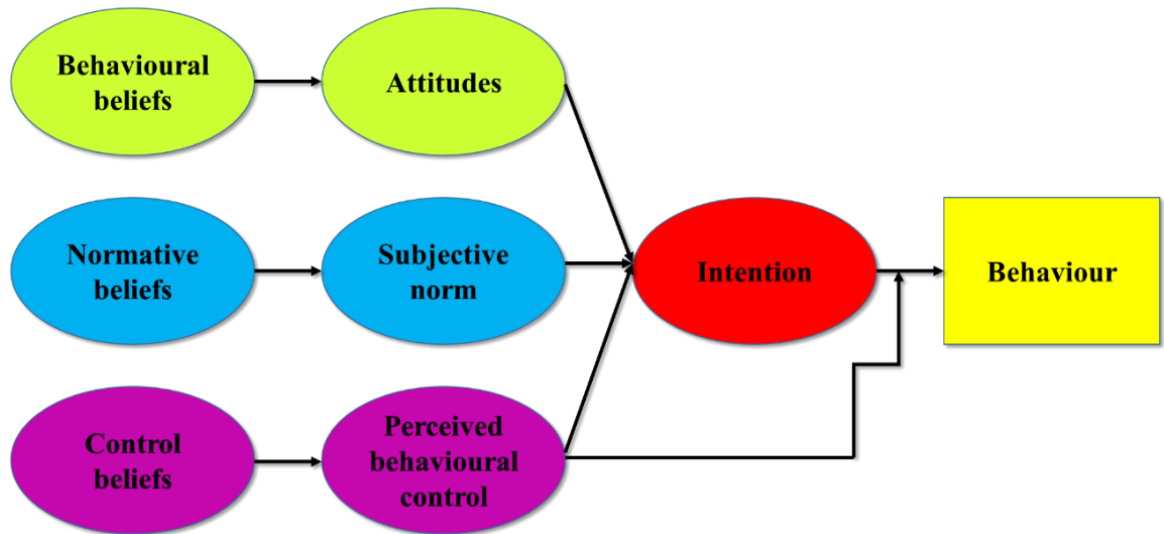 Behavioural
beliefs
Attitudes
Normative
beliefs
Subjective
norm
Intention
Behaviour
Control
beliefs
Perceived
behavioural
control